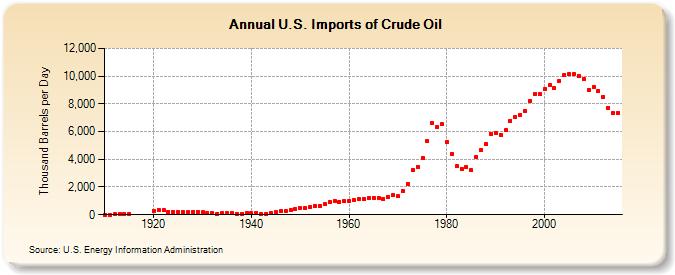 Annual U.S. Imports of Crude Oil
Thousand Barrels per Day
12,000
10,000
8,000
6,000
4,000
2,000
0
1920 1940 1960 1980 2000
Source: U.S. Energy Information Administration